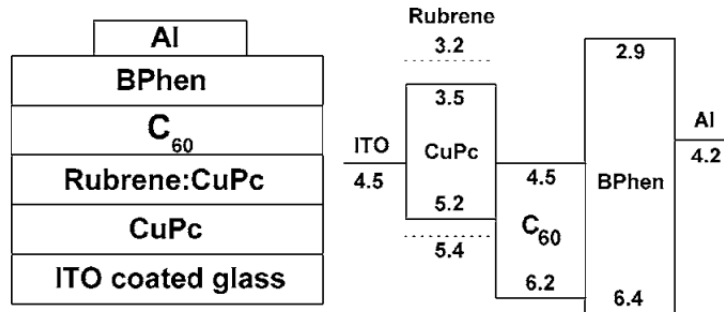 Al
BPhen
C60
Rubrene:CuPc
CuPc
ITO coated glass
Rubrene
3.2
3.5
ITO
4.5
CuPc
5.2
5.4
4.5
C60
6.2
2.9
BPhen
6.4
Al
4.2